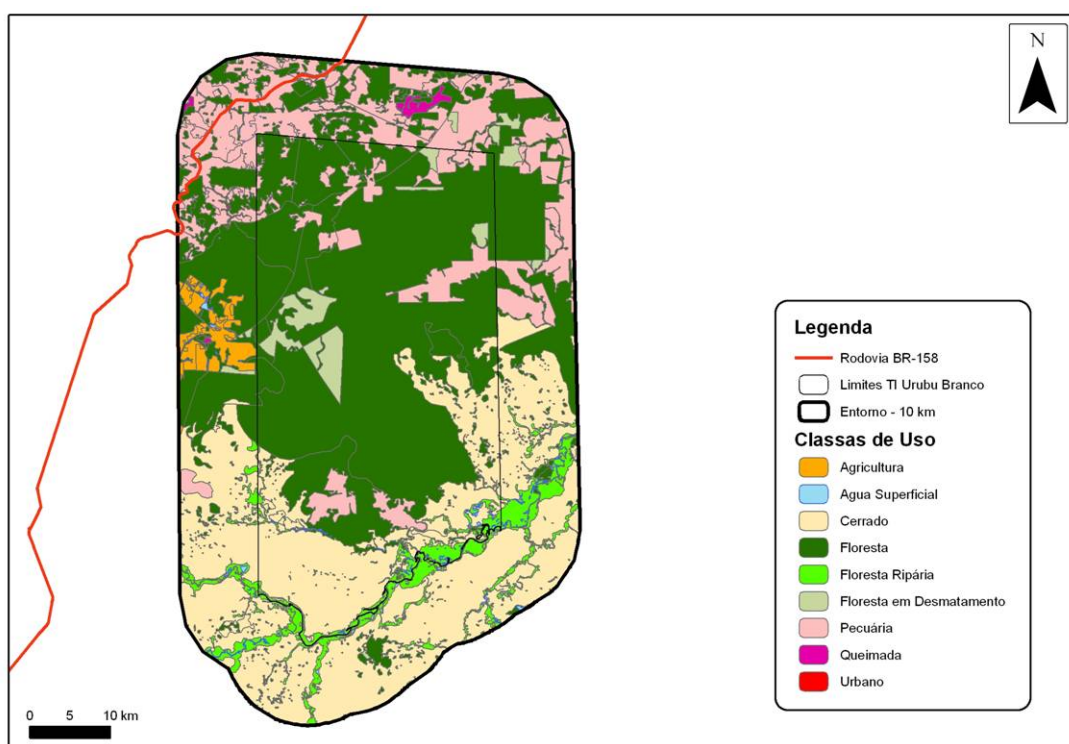 N
Legenda
Rodovia BR-158
Limites TI Urubu Branco
Entorno - 10 km
Classas de Uso
Agricultura
Agua Superficial
Cerrado
Floresta
Floresta Ripária
Floresta em Desmatamento
Pecuária
Queimada
Urbano
0 5 10 km